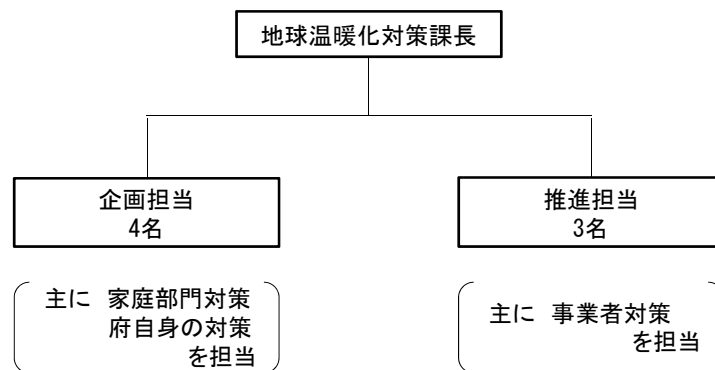 地球温暖化対策課長
企画担当
4名
推進担当
3名
主に 家庭部門対策
府自身の対策
を担当
主に 事業者対策
を担当